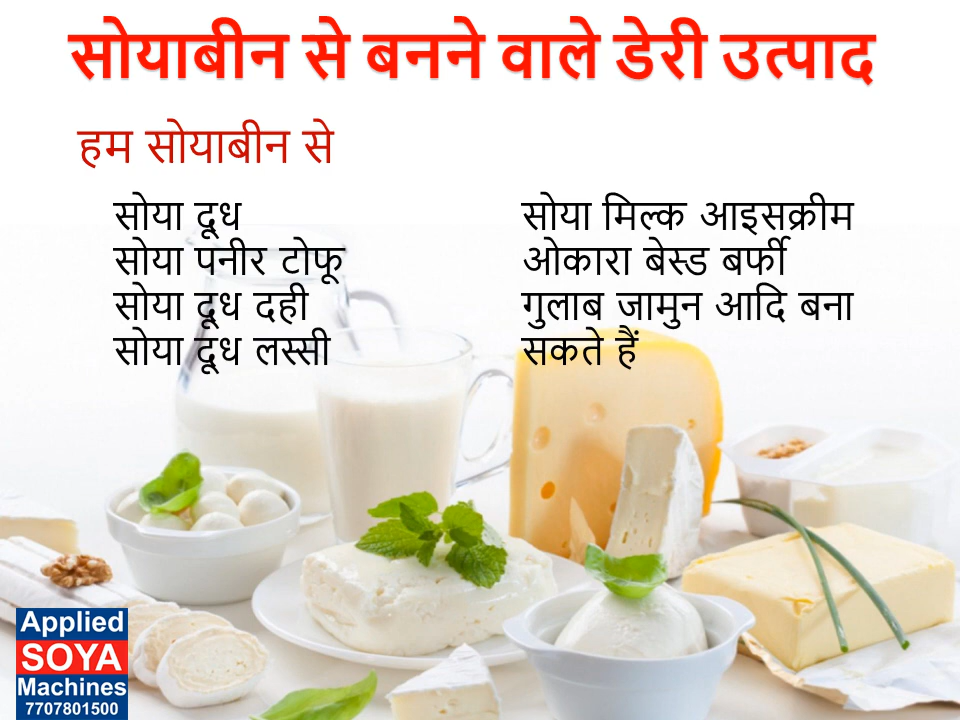 सोयाबीन से बनने वाले डेरी उत्पाद
हम सोयाबीन से
सोया दूध
सोया पनीर टोफू
सोया दूध दही
सोया दूध लस्सी
सोया मिल्क आइसक्रीम
ओकारा बेस्ड बर्फी
गुलाब जामुन आदि बना
सकते हैं
Applied
SOYA
Machines
7707801500